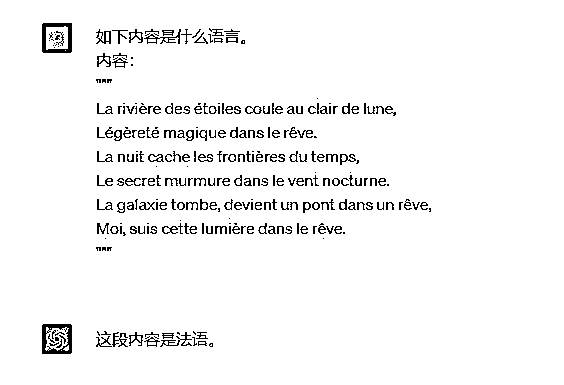 如下内容是什么语言。
内容：
"""
La rivière des étoiles coule au clair de lune,
Légèreté magique dans le rêve.
La nuit cache les frontières du temps,
Le secret murmure dans le vent nocturne.
La galaxie tombe, devient un pont dans un rêve,
Moi, suis cette lumière dans le rêve.
"""
这段内容是法语。